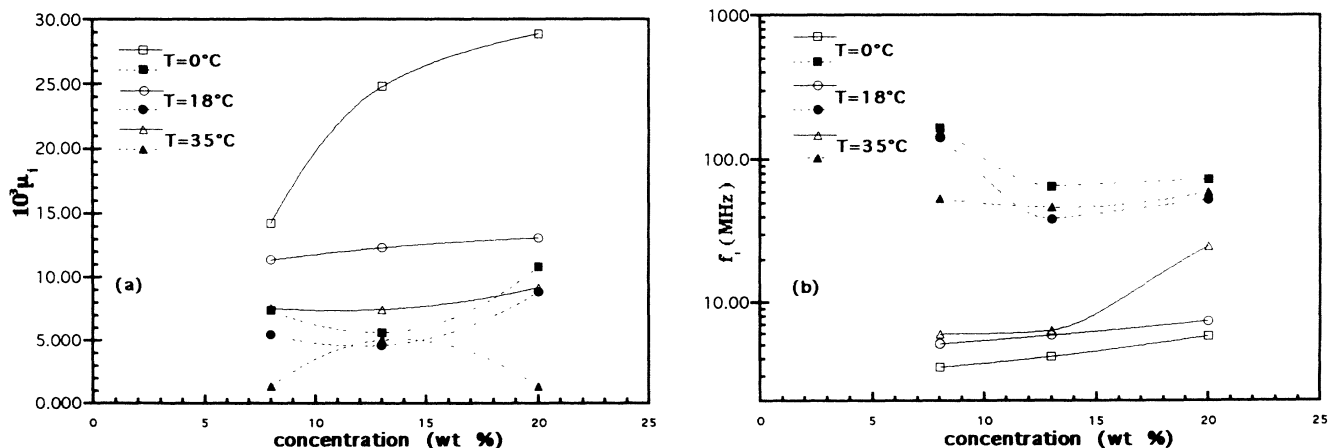 30.00
25.00
20.00
15.00
10.00
5.000
0.000
10³μᵢ
T=0°C
T=18°C
T=35°C
(a)
0 5 10 15 20 25
concentration (wt %)
1000
100.0
10.00
fᵢ (MHz)
T=0°C
T=18°C
T=35°C
(b)
0 5 10 15 20 25
concentration (wt %)